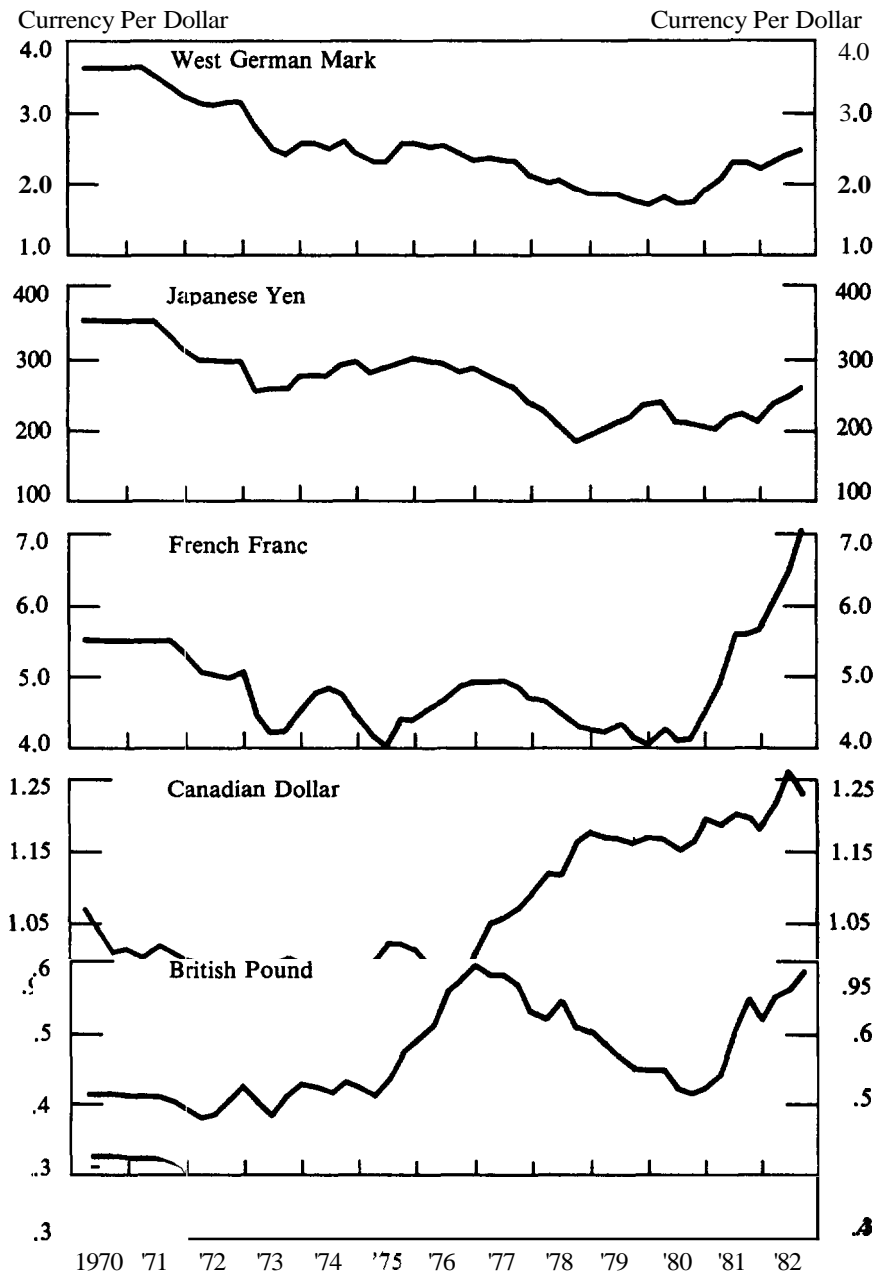 Currency Per Dollar Currency Per Dollar
4.0 West German Mark 4.0
3.0 3.0
2.0 2.0
1.0 1.0
400 Japanese Yen 400
300 300
200 200
100 100
7.0 French Franc 7.0
6.0 6.0
5.0 5.0
4.0 4.0
1.25 Canadian Dollar 1.25
1.15 1.15
1.05 1.05
.6 British Pound
.95
.5 .6
.4 .5
.3
.3
1970 '71 '72 '73 '74 '75 '76 '77 '78 '79 '80 '81 '82